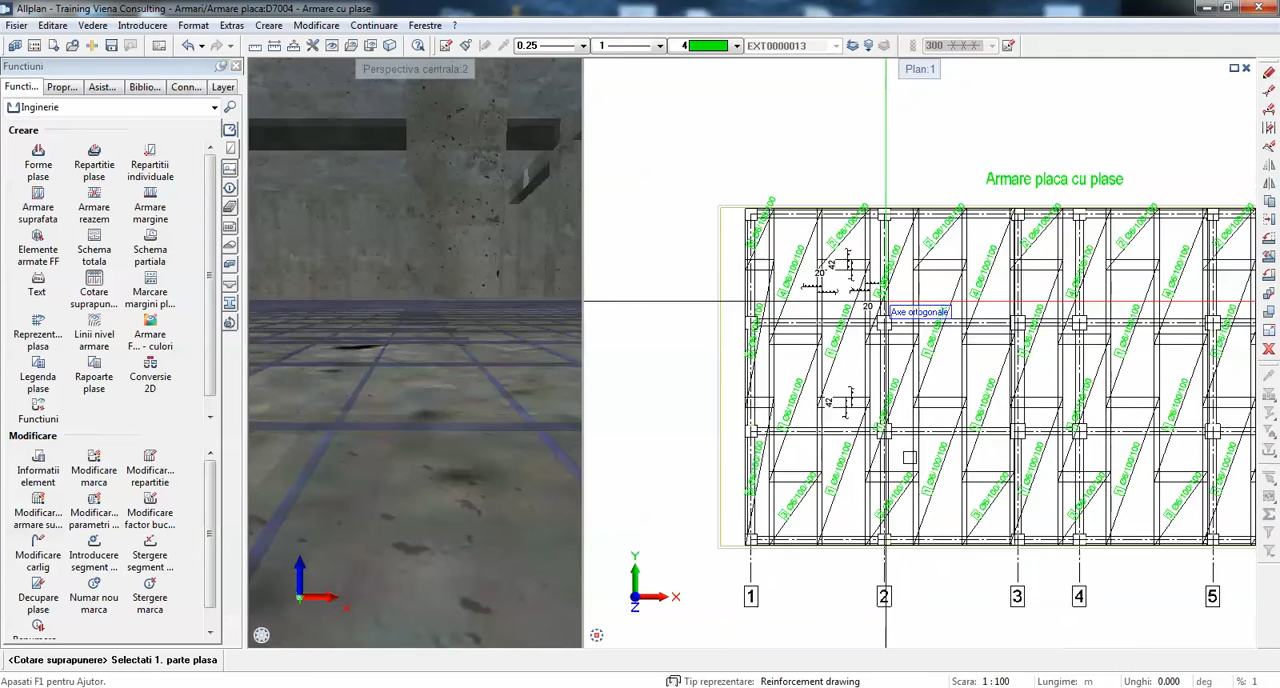 Allplan - Training Viena Consulting - Armari/Armare placa:D7004 - Armare cu plase
Fisier Editare Vedere Introducere Format Extras Creare Modificare Continuare Ferestre ?
0.25 1 4 EXT0000013 300
Functiuni
Functi... Propr... Asist... Biblio... Conn... Layer
Inginerie
Creare
Forme plase
Repartitie plase
Repartitii individuale
Armare suprafata
Armare reazem
Armare margine
Elemente armate FF
Schema totala
Schema partiala
Text
Cotare suprapun...
Marcare margini pl...
Reprezent... plasa
Linii nivel armare
Armare F... - culori
Legenda plase
Rapoarte plase
Conversie 2D
Functiuni
Modificare
Informatii element
Modificare marca
Modificar... repartitie
Modificar... armare su...
Modificar... parametri ...
Modificare factor buc...
Modificare carlig
Introducere segment ...
Stergere segment ...
Decupare plase
Numar nou marca
Stergere marca
Perspectiva centrala:2
Plan:1
Armare placa cu plase
42
20
20
Axe ortogonale
42
1 2 3 4 5
X
Y
X
Z
<Cotare suprapunere> Selectati 1. parte plasa
Apasati F1 pentru Ajutor.
Tip reprezentare: Reinforcement drawing Scara: 1 : 100 Lungime: m Unghi: 0.000 deg %: 1